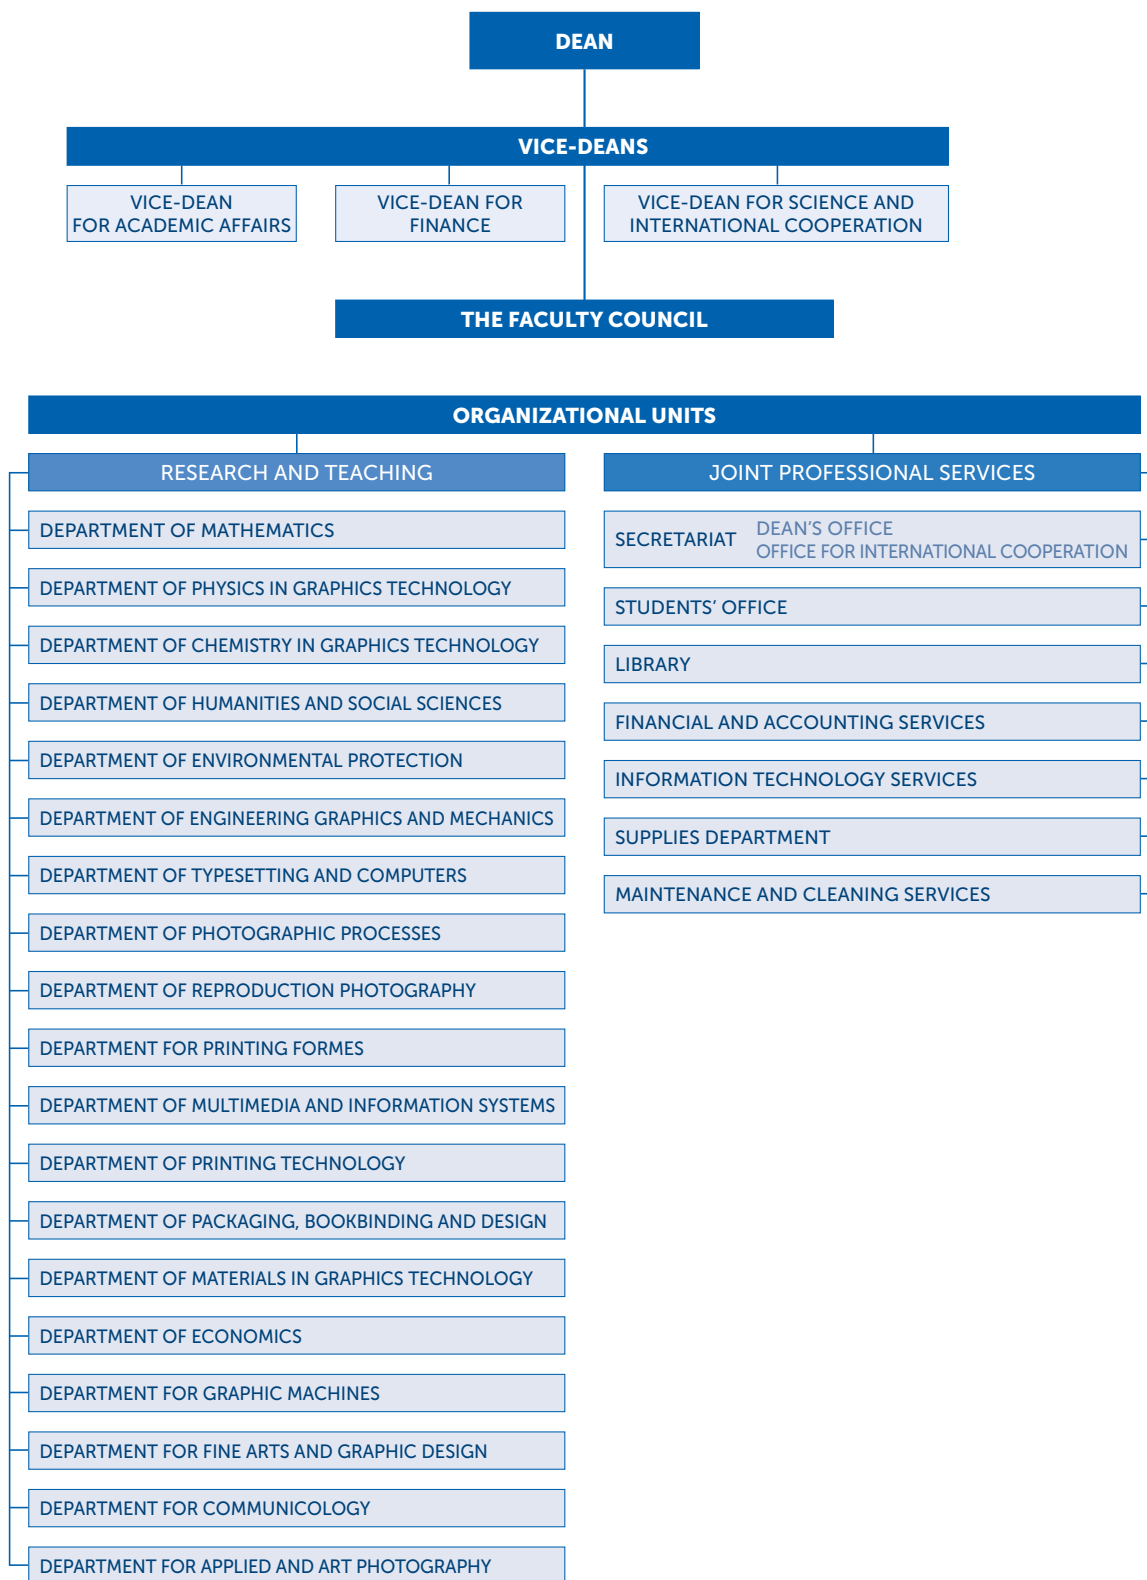 DEAN
VICE-DEANS
VICE-DEAN
FOR ACADEMIC AFFAIRS
VICE-DEAN FOR
FINANCE
VICE-DEAN FOR SCIENCE AND
INTERNATIONAL COOPERATION
THE FACULTY COUNCIL
ORGANIZATIONAL UNITS
RESEARCH AND TEACHING
DEPARTMENT OF MATHEMATICS
DEPARTMENT OF PHYSICS IN GRAPHICS TECHNOLOGY
DEPARTMENT OF CHEMISTRY IN GRAPHICS TECHNOLOGY
DEPARTMENT OF HUMANITIES AND SOCIAL SCIENCES
DEPARTMENT OF ENVIRONMENTAL PROTECTION
DEPARTMENT OF ENGINEERING GRAPHICS AND MECHANICS
DEPARTMENT OF TYPESETTING AND COMPUTERS
DEPARTMENT OF PHOTOGRAPHIC PROCESSES
DEPARTMENT OF REPRODUCTION PHOTOGRAPHY
DEPARTMENT FOR PRINTING FORMES
DEPARTMENT OF MULTIMEDIA AND INFORMATION SYSTEMS
DEPARTMENT OF PRINTING TECHNOLOGY
DEPARTMENT OF PACKAGING, BOOKBINDING AND DESIGN
DEPARTMENT OF MATERIALS IN GRAPHICS TECHNOLOGY
DEPARTMENT OF ECONOMICS
DEPARTMENT FOR GRAPHIC MACHINES
DEPARTMENT FOR FINE ARTS AND GRAPHIC DESIGN
DEPARTMENT FOR COMMUNICOLOGY
DEPARTMENT FOR APPLIED AND ART PHOTOGRAPHY
JOINT PROFESSIONAL SERVICES
SECRETARIAT
DEAN'S OFFICE
OFFICE FOR INTERNATIONAL COOPERATION
STUDENTS' OFFICE
LIBRARY
FINANCIAL AND ACCOUNTING SERVICES
INFORMATION TECHNOLOGY SERVICES
SUPPLIES DEPARTMENT
MAINTENANCE AND CLEANING SERVICES